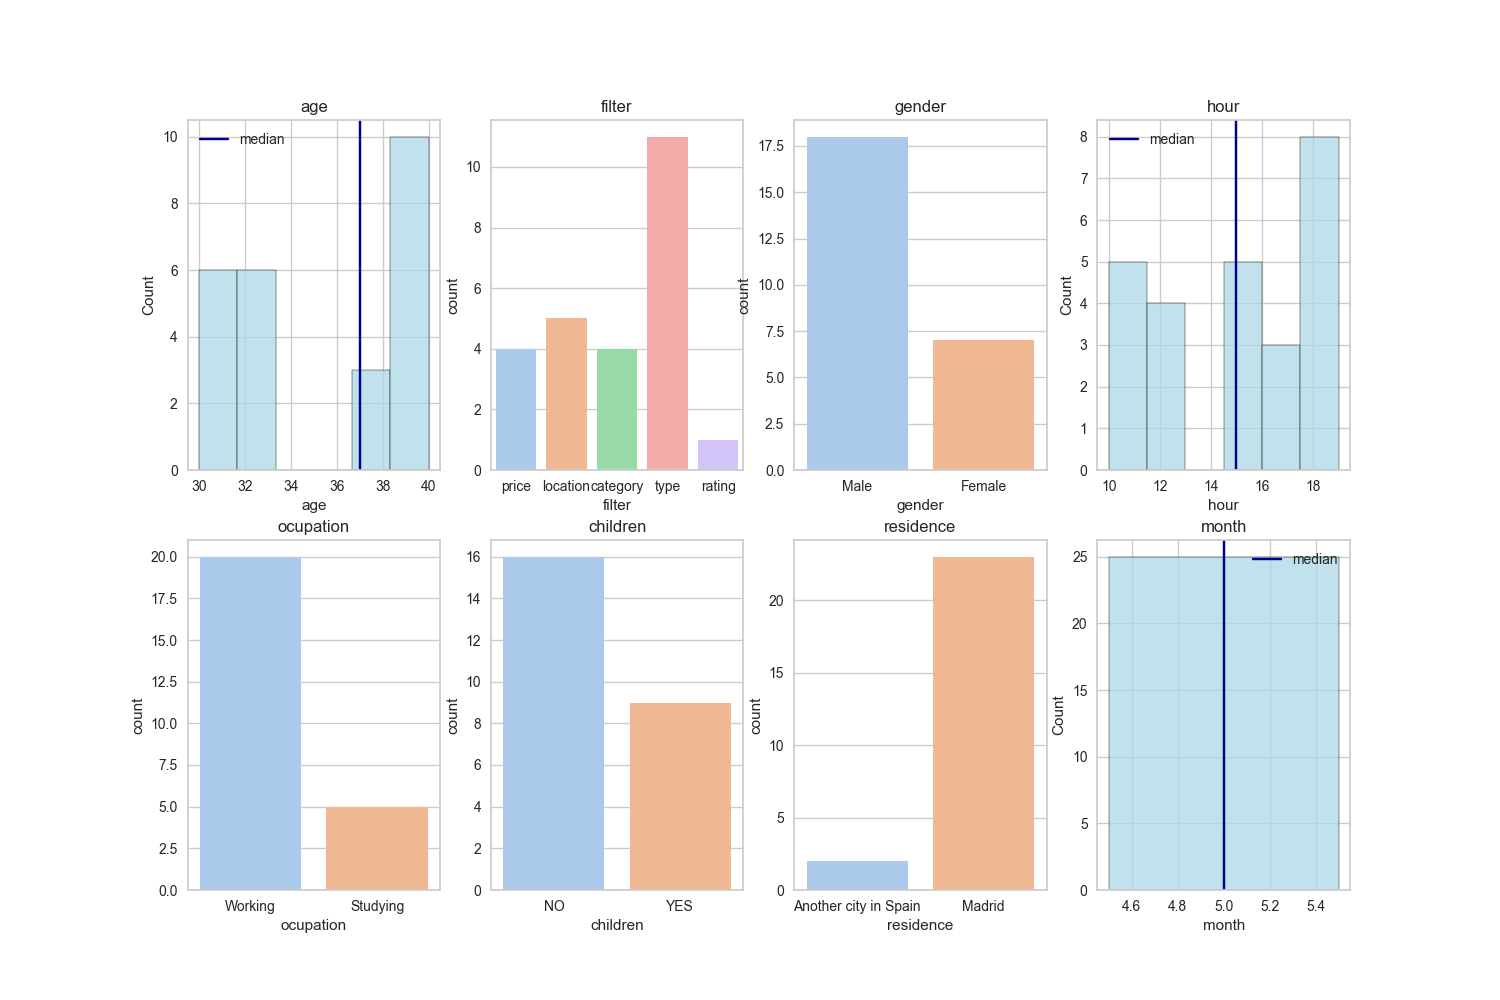 age
median
10
8
6
4
2
0
Count
30 32 34 36 38 40
age
filter
10
8
6
4
2
0
count
price location category type rating
filter
gender
17.5
15.0
12.5
10.0
7.5
5.0
2.5
0.0
count
Male Female
gender
hour
median
8
7
6
5
4
3
2
1
0
Count
10 12 14 16 18
hour
ocupation
20.0
17.5
15.0
12.5
10.0
7.5
5.0
2.5
0.0
count
Working Studying
ocupation
children
16
14
12
10
8
6
4
2
0
count
NO YES
children
residence
20
15
10
5
0
count
Another city in Spain Madrid
residence
month
median
25
20
15
10
5
0
Count
4.6 4.8 5.0 5.2 5.4
month